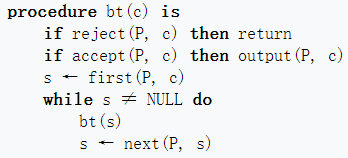 procedure bt(c) is
if reject(P, c) then return
if accept(P, c) then output(P, c)
s ← first(P, c)
while s ≠ NULL do
bt(s)
s ← next(P, s)